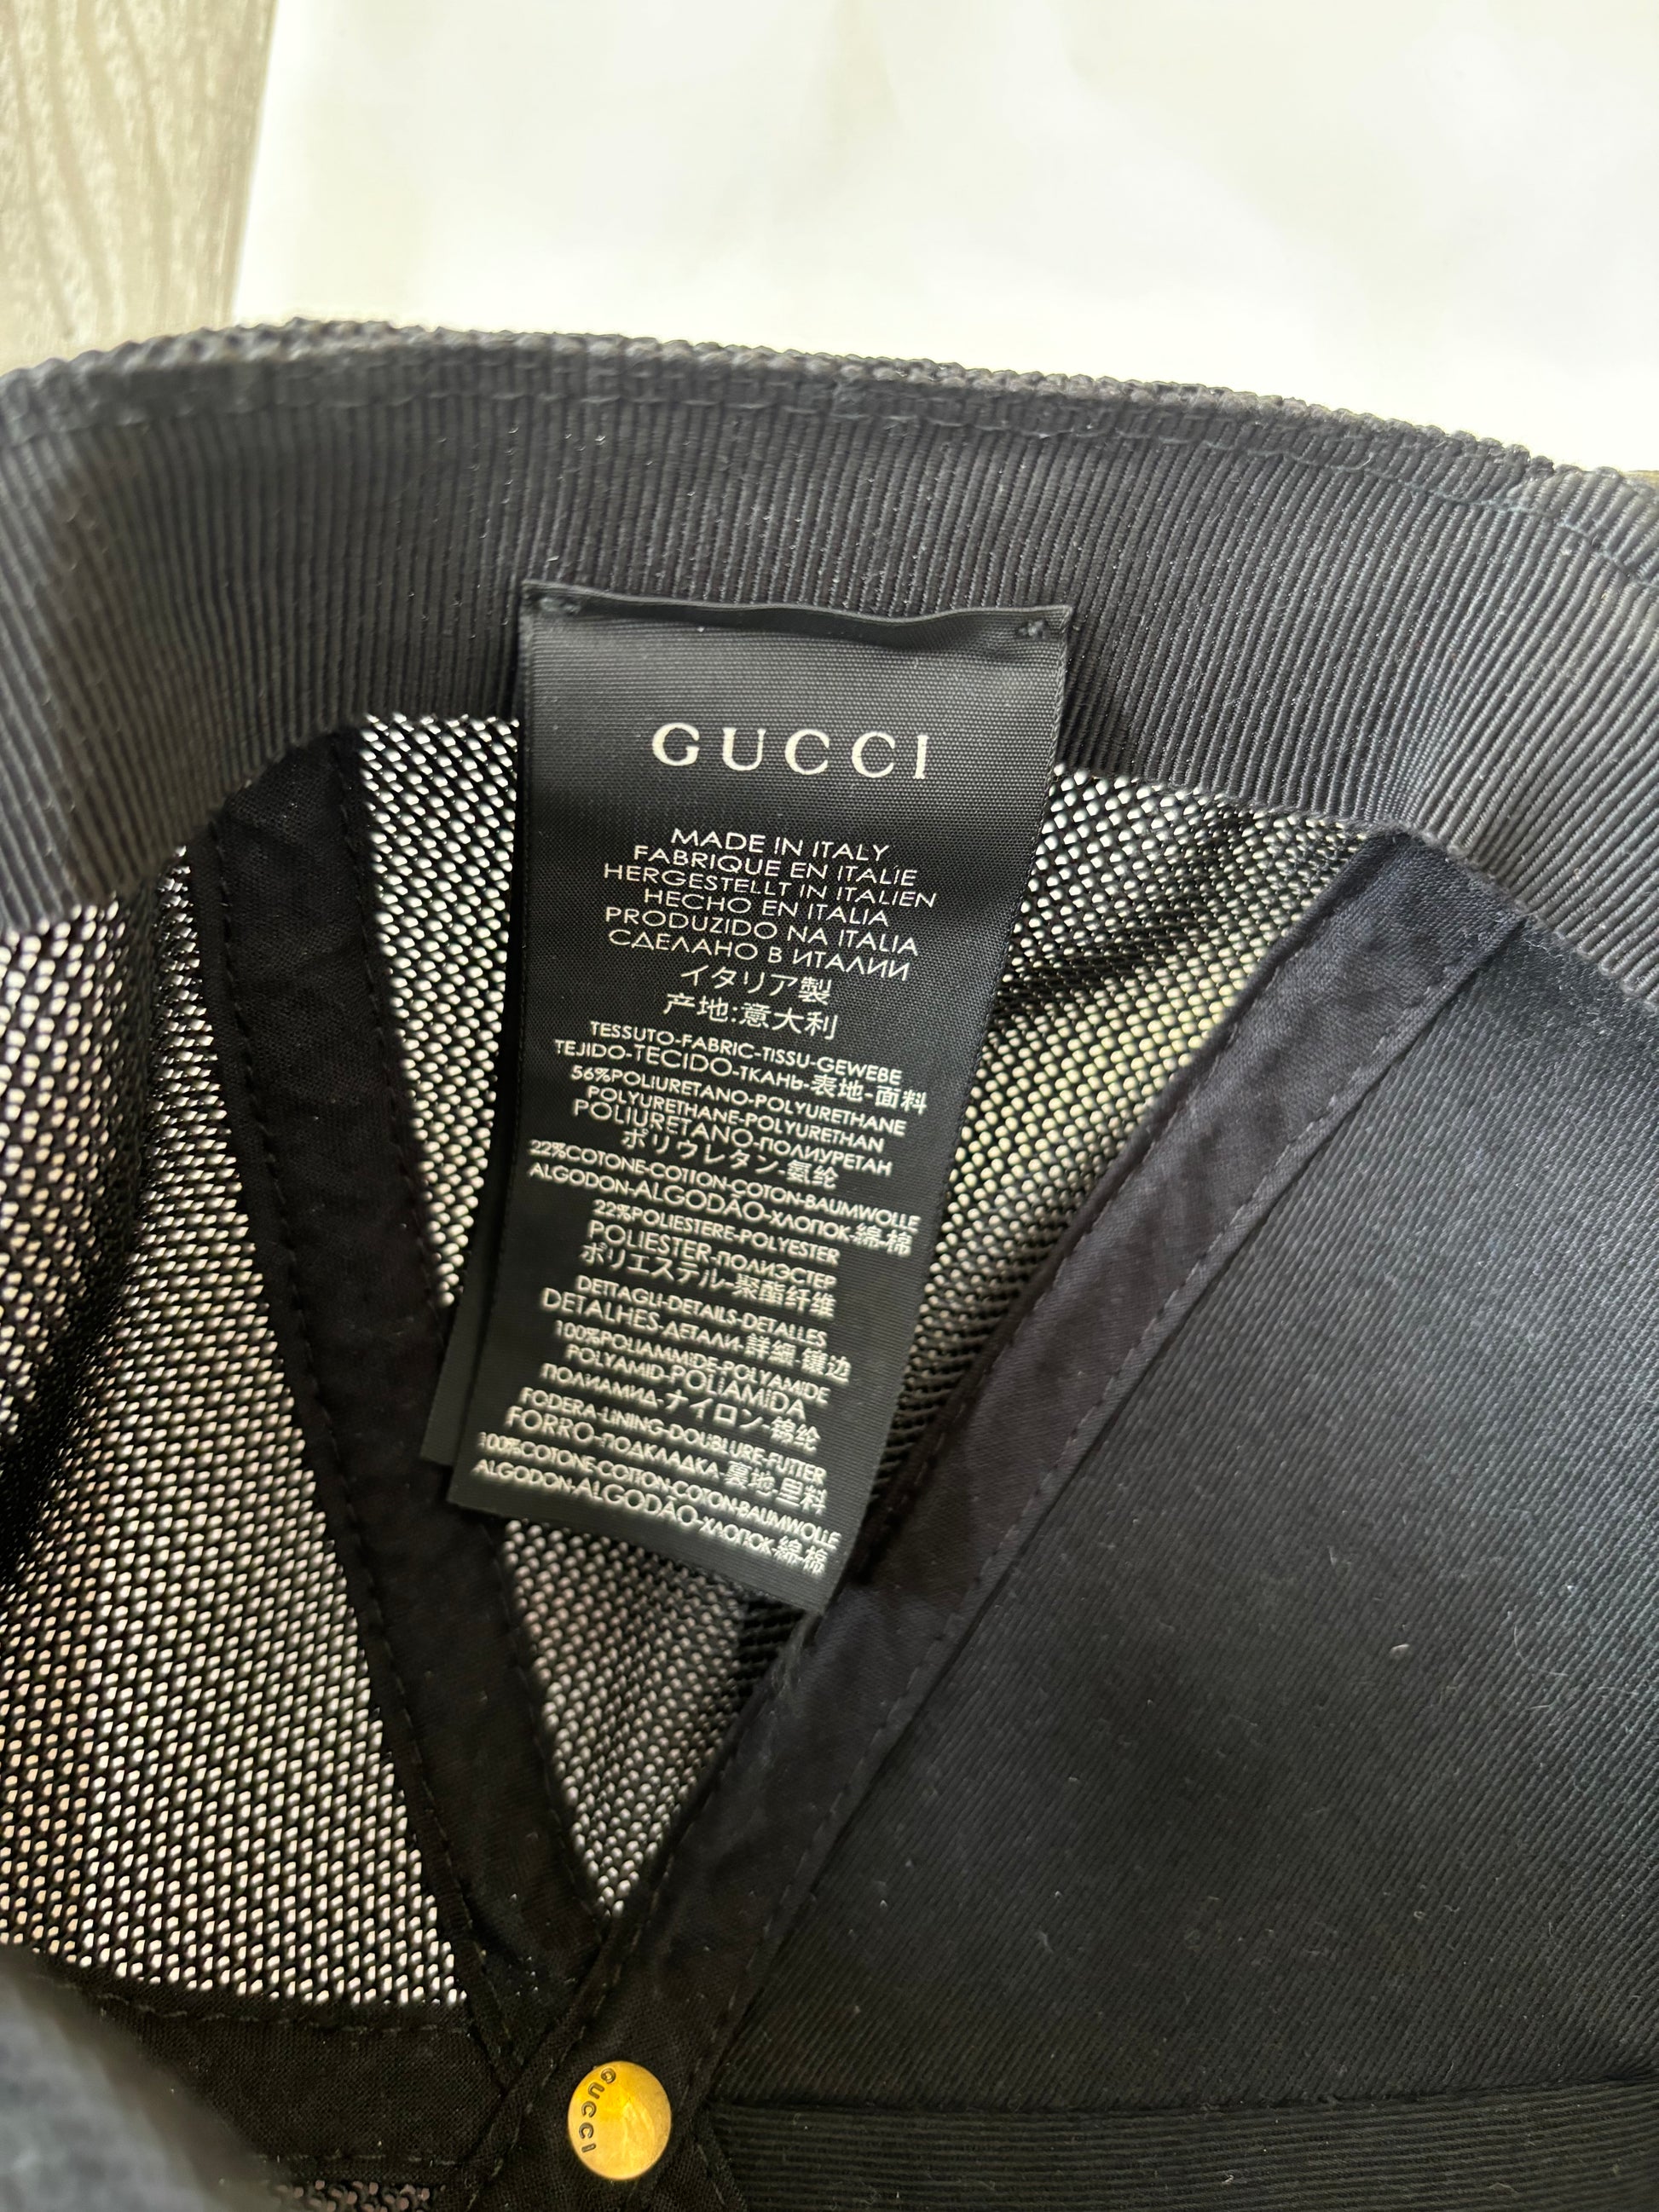 GUCCI
MADE IN ITALY
FABRIQUE EN ITALIE
HERGESTELLT IN ITALIEN
HECHO EN ITALIA
PRODUZIDO NA ITALIA
СДЕЛАНО В ИТАЛИИ
イタリア製
产地:意大利
TESSUTO-FABRIC-TISSU-GEWEBE
TEJIDO-TECIDO-ТКАНЬ-表地-面料
56%POLIURETANO-POLYURETHANE
POLYURETHANE-POLYURETHAN
POLIURETANO-ПОЛИУРЕТАН
ポリウレタン-氨纶
22%COTONE-COTTON-COTON-BAUMWOLLE
ALGODON-ALGODÃO-ХЛОПОК-綿-棉
22%POLIESTERE-POLYESTER
POLIESTER-ПОЛИЭСТЕР
ポリエステル-聚酯纤维
DETTAGLI-DETAILS-DETALLES
DETALHES-ДЕТАЛИ-詳細-镶边
100%POLIAMMIDE-POLYAMIDE
POLYAMID-POLIAMIDA
ПОЛИАМИД-ナイロン-锦纶
FODERA-LINING-DOUBLURE-FUTTER
FORRO-ПОДКЛАДКА-裏地-里料
100%COTONE-COTTON-COTON-BAUMWOLLE
ALGODON-ALGODÃO-ХЛОПОК-綿-棉
GUCCI